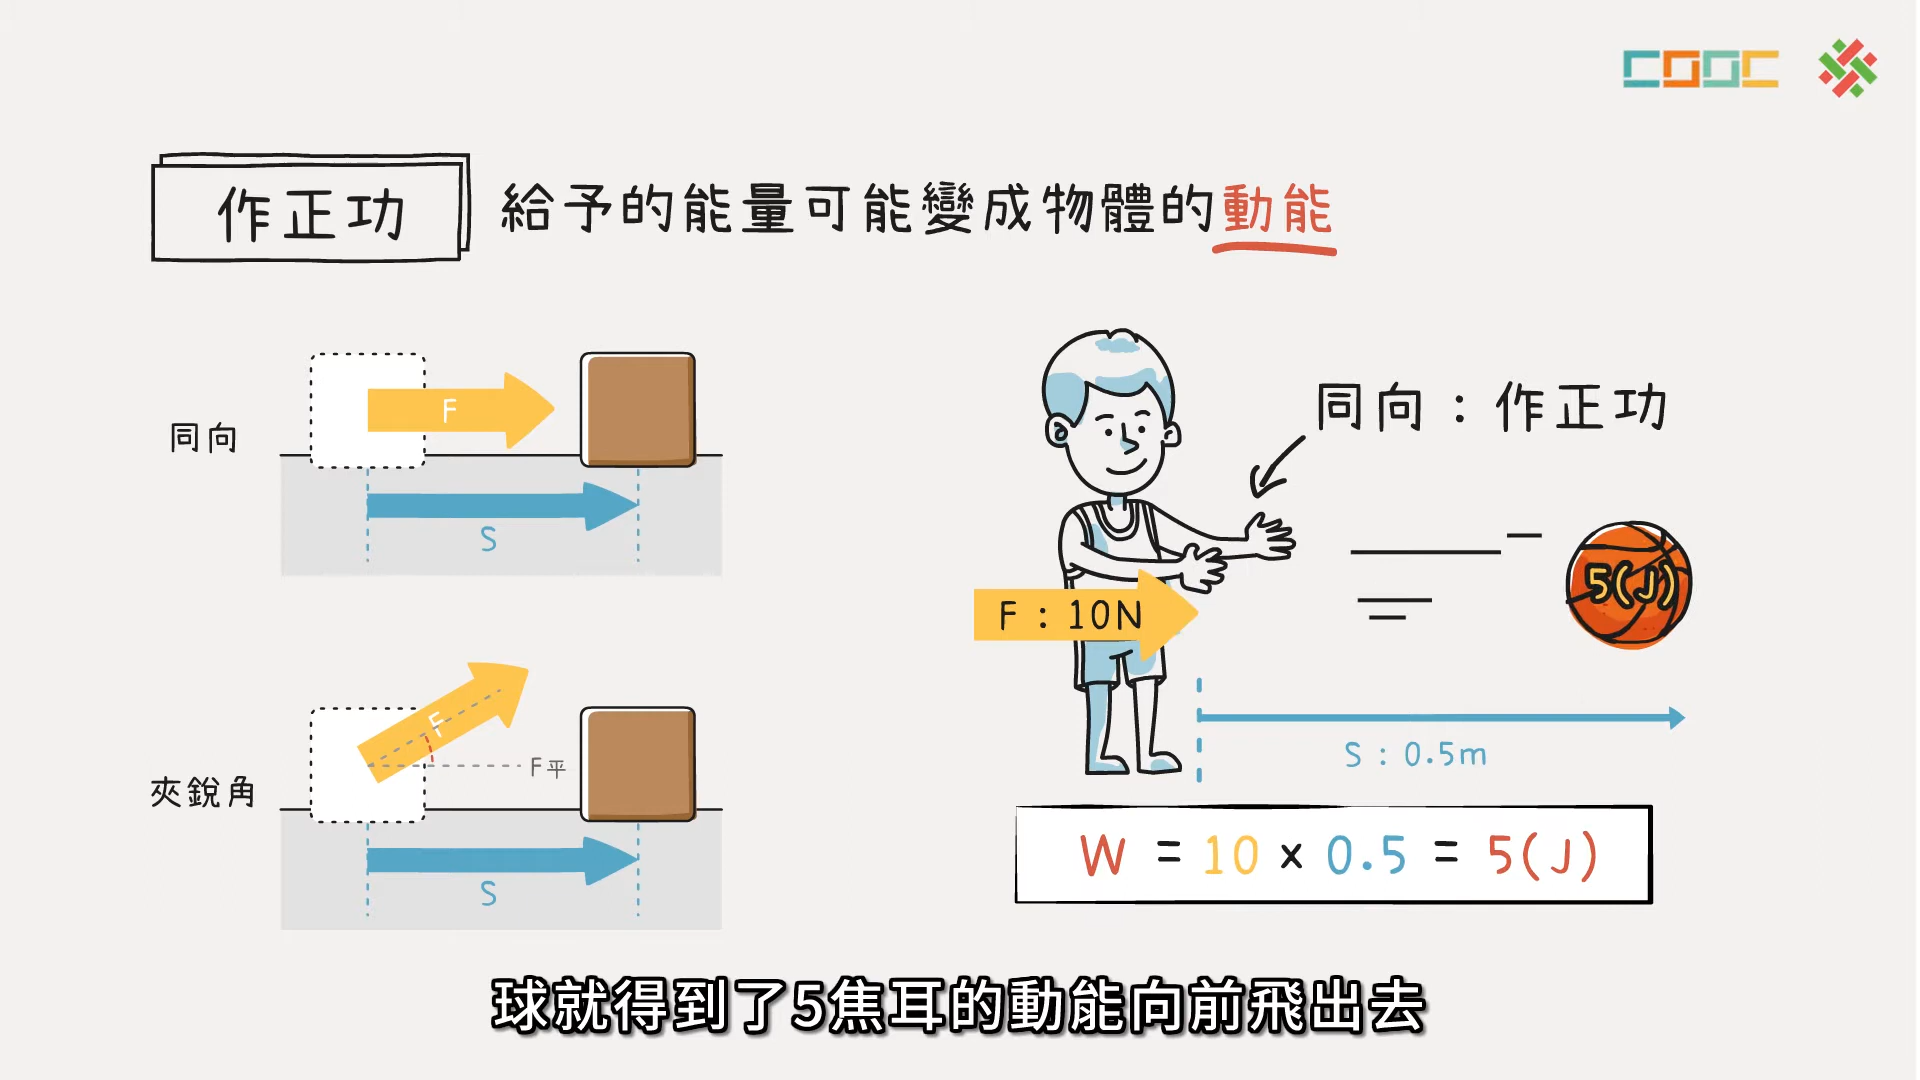 COOC
作正功
給予的能量可能變成物體的動能
同向
F
S
夾銳角
F
F平
S
同向：作正功
5(J)
F：10N
S：0.5m
W = 10 x 0.5 = 5(J)
球就得到了5焦耳的動能向前飛出去